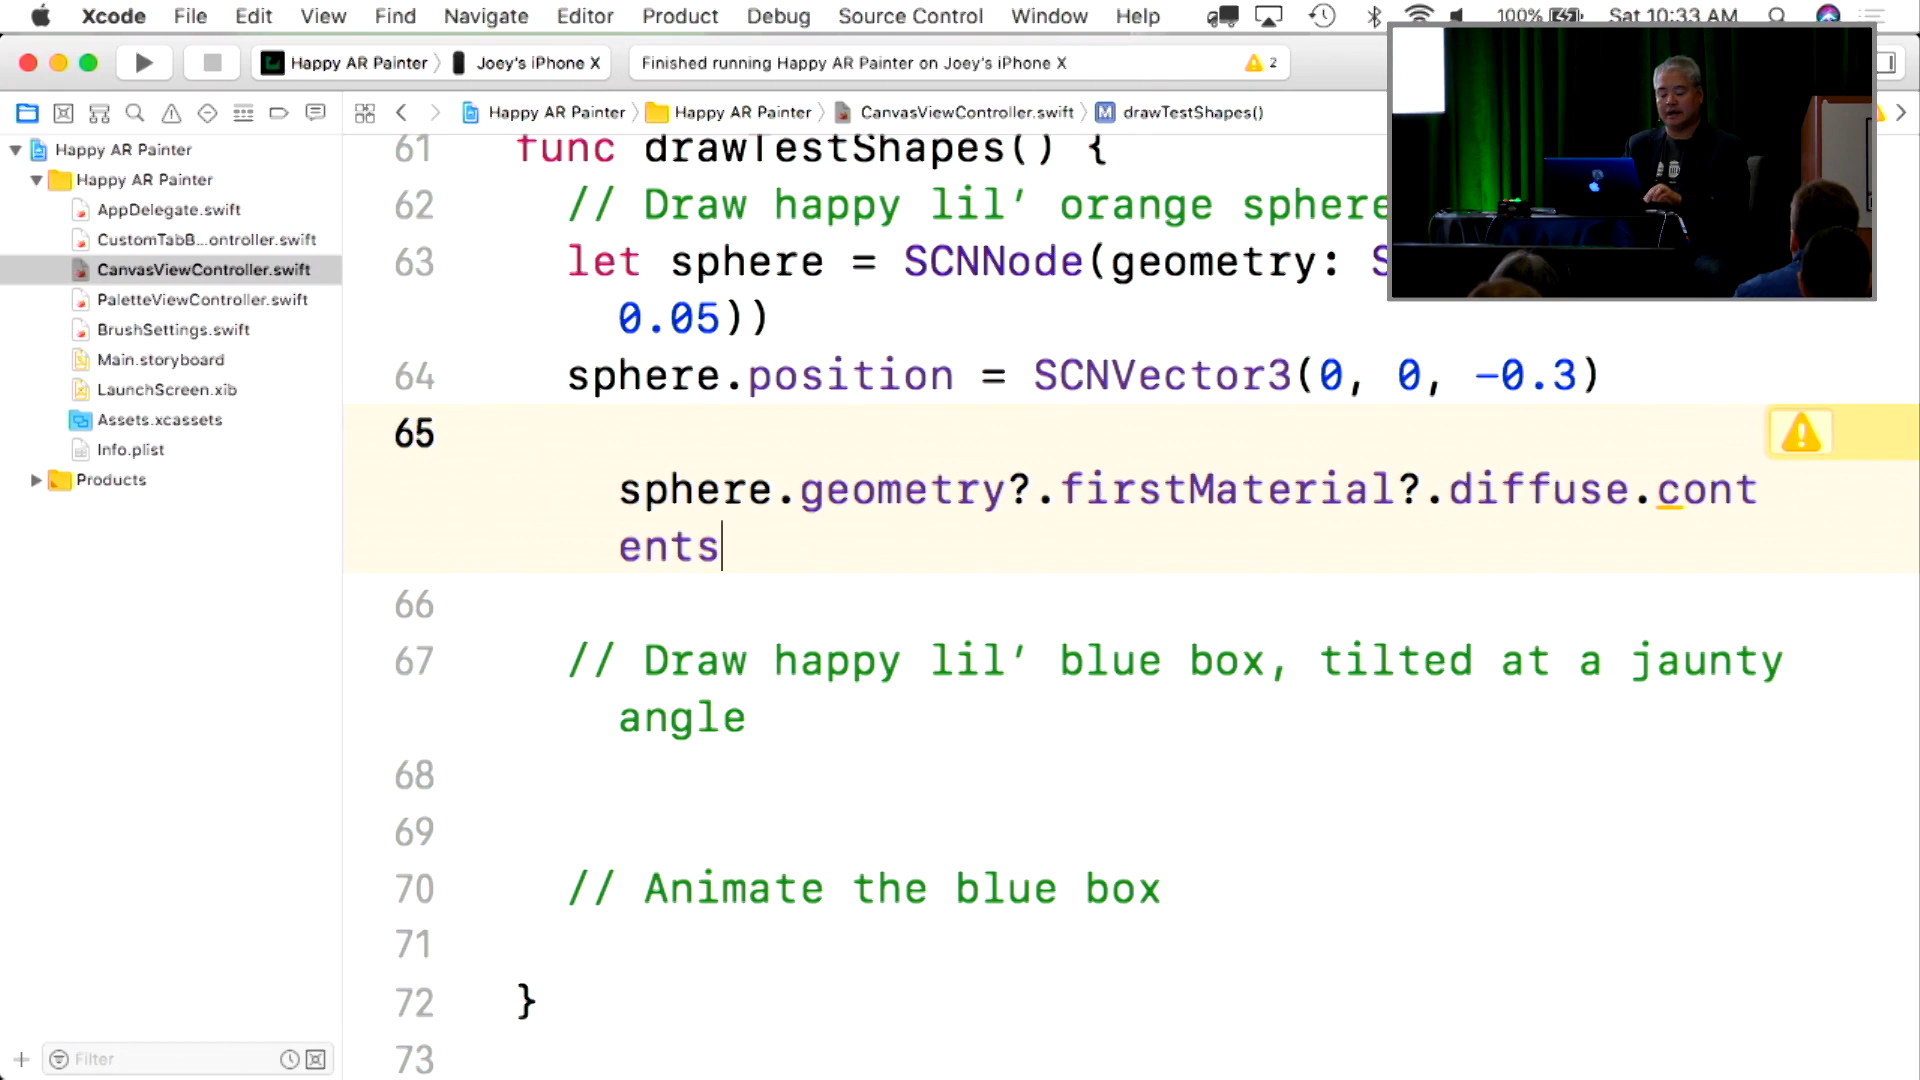 Xcode File Edit View Find Navigate Editor Product Debug Source Control Window Help 100% Sat 10:33 AM
Happy AR Painter Joey's iPhone X Finished running Happy AR Painter on Joey's iPhone X 2
Happy AR Painter Happy AR Painter CanvasViewController.swift M drawTestShapes()
Happy AR Painter
Happy AR Painter
AppDelegate.swift
CustomTabB...ontroller.swift
CanvasViewController.swift
PaletteViewController.swift
BrushSettings.swift
Main.storyboard
LaunchScreen.xib
Assets.xcassets
Info.plist
Products
Filter
61 func drawTestShapes() {
62 // Draw happy lil’ orange sphere
63 let sphere = SCNNode(geometry: S
0.05))
64 sphere.position = SCNVector3(0, 0, -0.3)
65
sphere.geometry?.firstMaterial?.diffuse.cont
ents
66
67 // Draw happy lil’ blue box, tilted at a jaunty
angle
68
69
70 // Animate the blue box
71
72 }
73